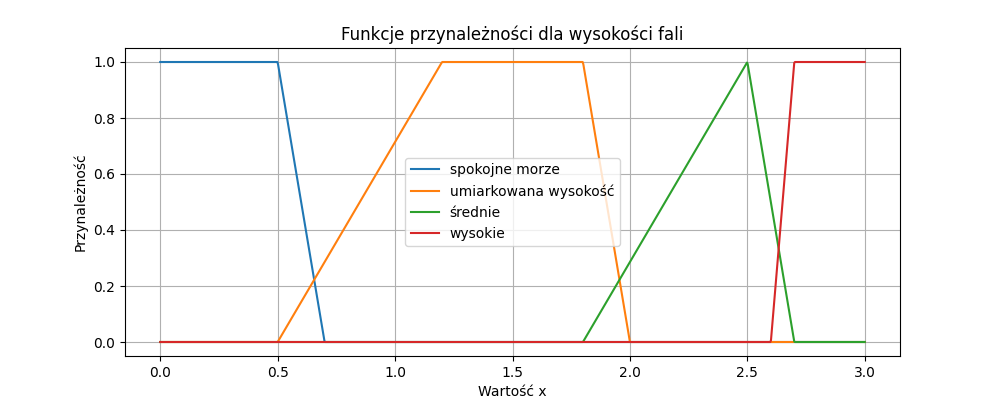 Funkcje przynależności dla wysokości fali
1.0
0.8
0.6
0.4
0.2
0.0
Przynależność
spokojne morze
umiarkowana wysokość
średnie
wysokie
0.0 0.5 1.0 1.5 2.0 2.5 3.0
Wartość x